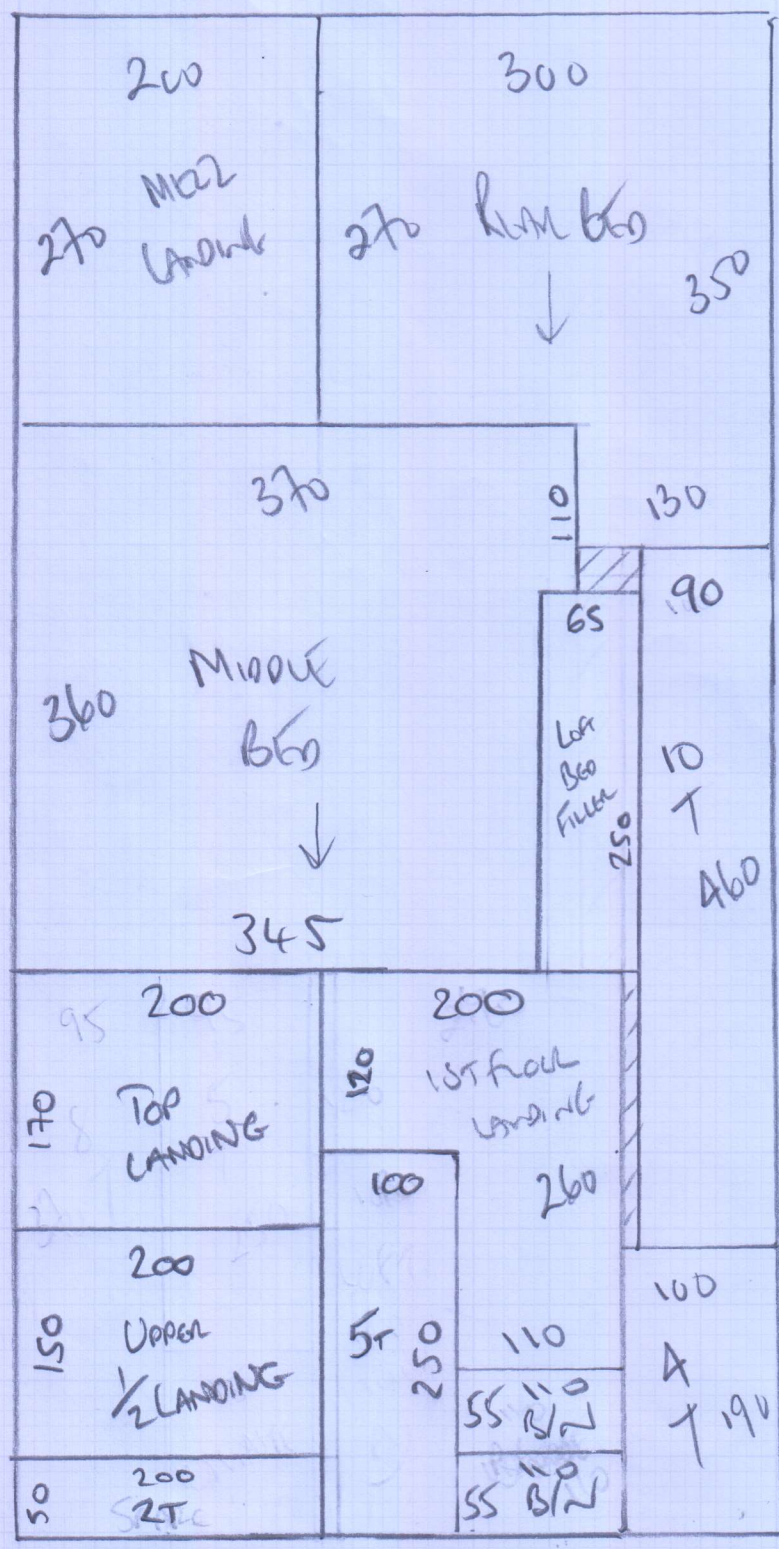 200
300
MEZZ
LANDING
270
270
REAR BED
350
370
110
130
90
65
MIDDLE
BED
360
LOFT
BED
FILLER
250
10
T
460
345
200
200
170
TOP
LANDING
120
1ST FLOOR
LANDING
100
260
200
150
UPPER
1/2 LANDING
5T
250
110
100
4
T
190
55
110
B/N
200
50
2T
55
110
B/N